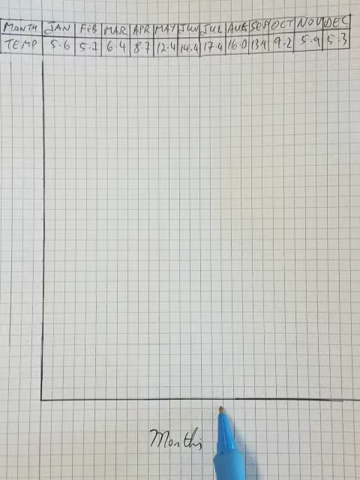 MONTH JAN FEB MAR APR MAY JUN JUL AUG SEP OCT NOV DEC
TEMP 5.6 5.7 6.4 8.7 12.4 14.4 17.4 16.0 13.9 9.2 5.9 5.3
Months